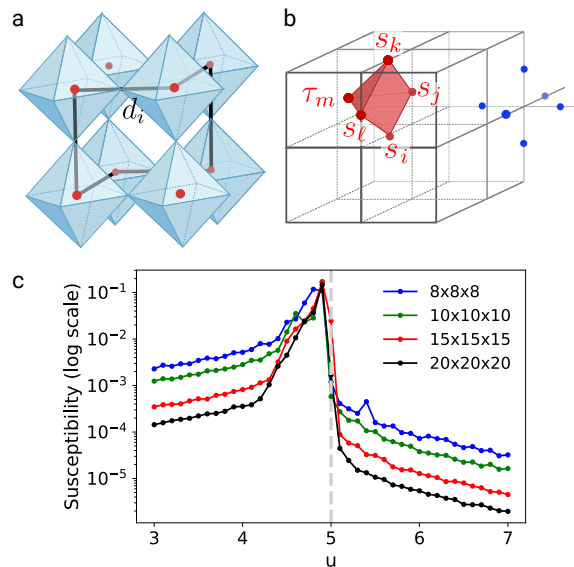 a
d_i
b
s_k
τ_m
s_j
s_ℓ
s_i
c
Susceptibility (log scale)
10⁻¹
10⁻²
10⁻³
10⁻⁴
10⁻⁵
8x8x8
10x10x10
15x15x15
20x20x20
3 4 5 6 7
u